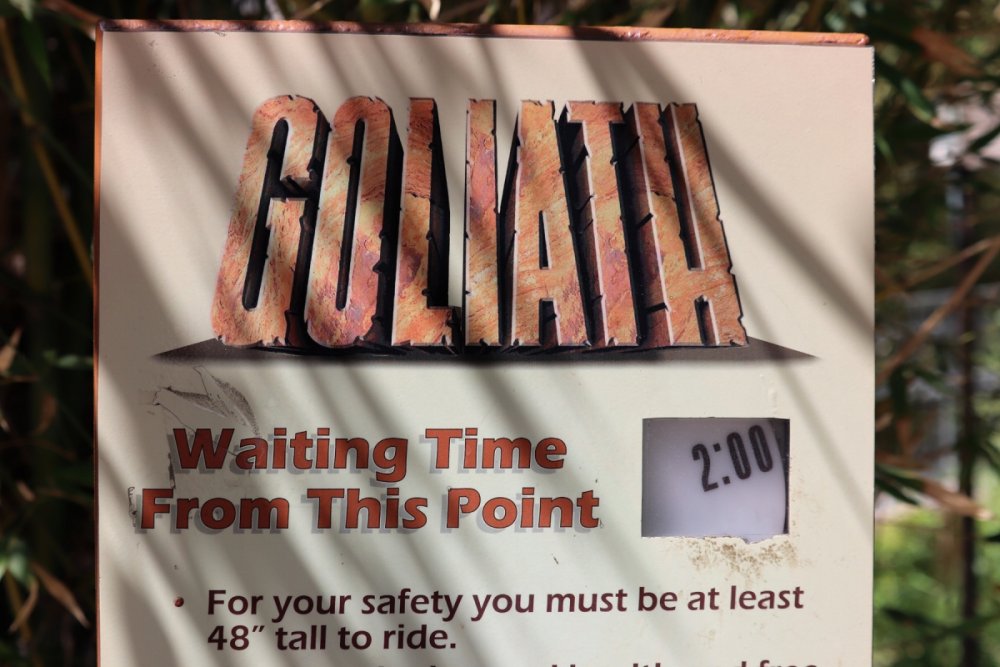 GOLIATH
Waiting Time
From This Point
2:00
• For your safety you must be at least
48” tall to ride.